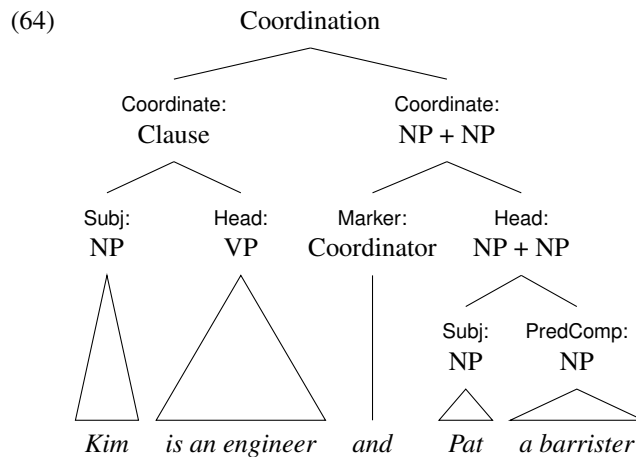 (64) Coordination
Coordinate: Coordinate:
Clause NP + NP
Subj: Head: Marker: Head:
NP VP Coordinator NP + NP
Subj: PredComp:
NP NP
Kim is an engineer and Pat a barrister